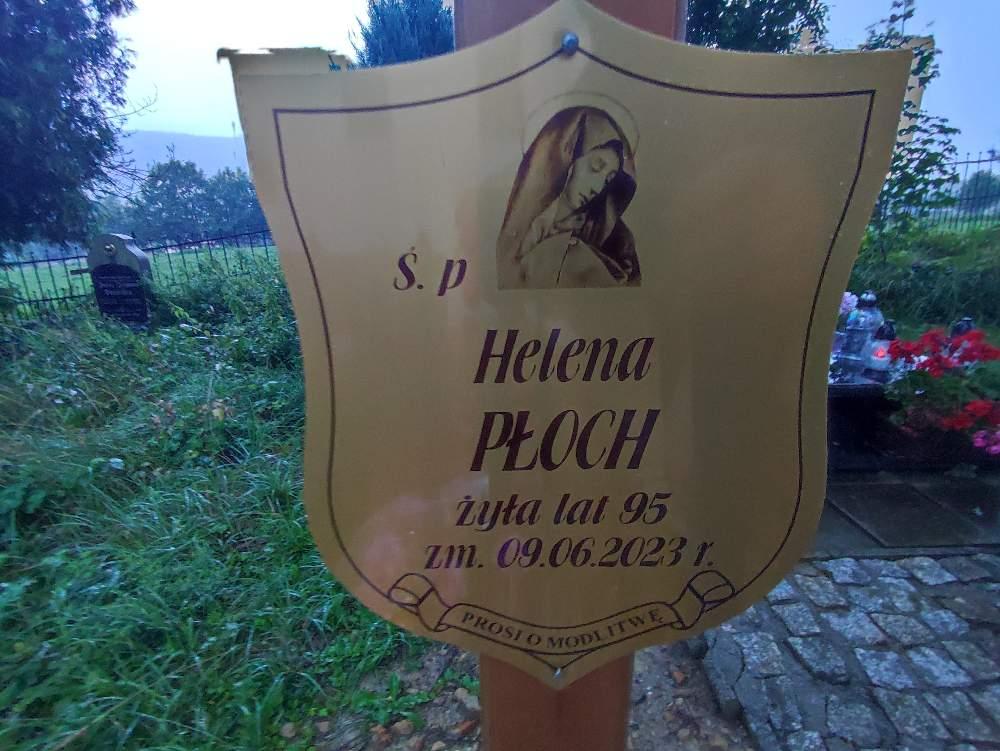 Ś. p
Helena
PŁOCH
żyła lat 95
zm. 09.06.2023 r.
PROSI O MODLITWĘ